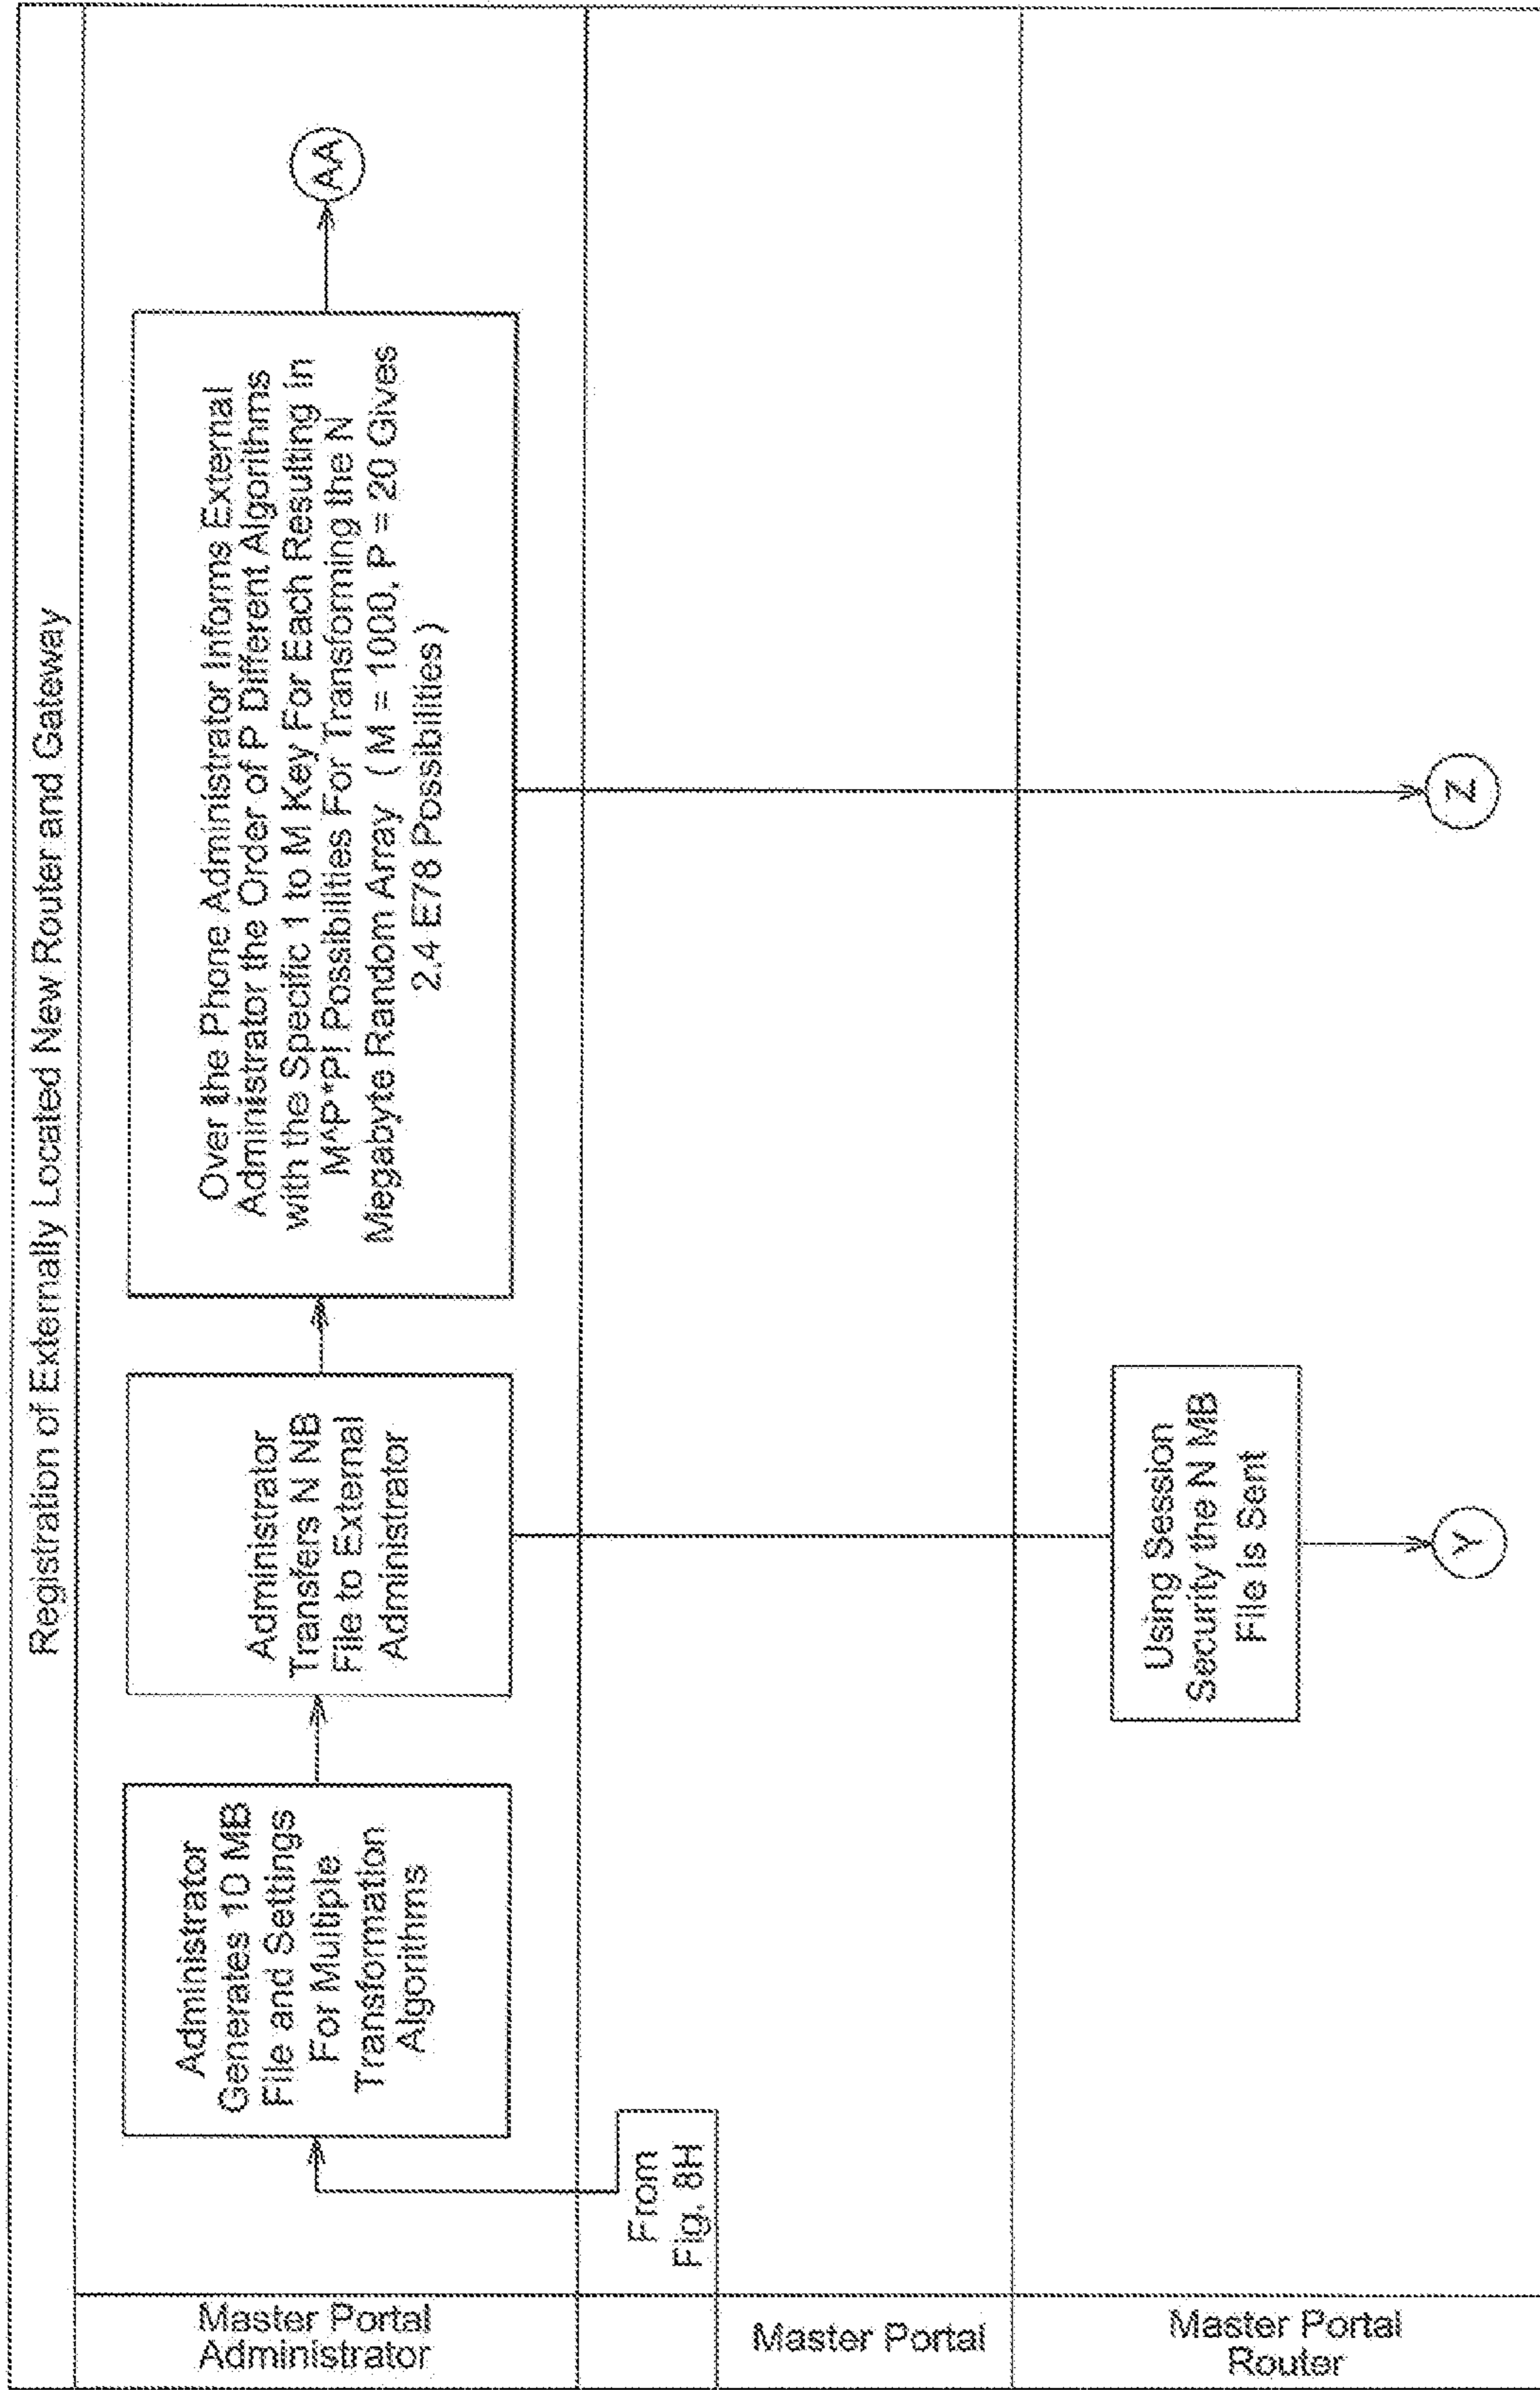 Registration of Externally Located New Router and Gateway
Master Portal
Administrator
From
Fig. 8H
Administrator
Generates 10 MB
File and Settings
For Multiple
Transformation
Algorithms
Administrator
Transfers N NB
File to External
Administrator
Over the Phone Administrator Informs External
Administrator the Order of P Different Algorithms
with the Specific 1 to M Key For Each Resulting in
M^P*P! Possibilities For Transforming the N
Megabyte Random Array ( M = 1000, P = 20 Gives
2.4 E78 Possibilities)
AA
Master Portal
Master Portal
Router
Using Session
Security the N MB
File is Sent
Y
Z